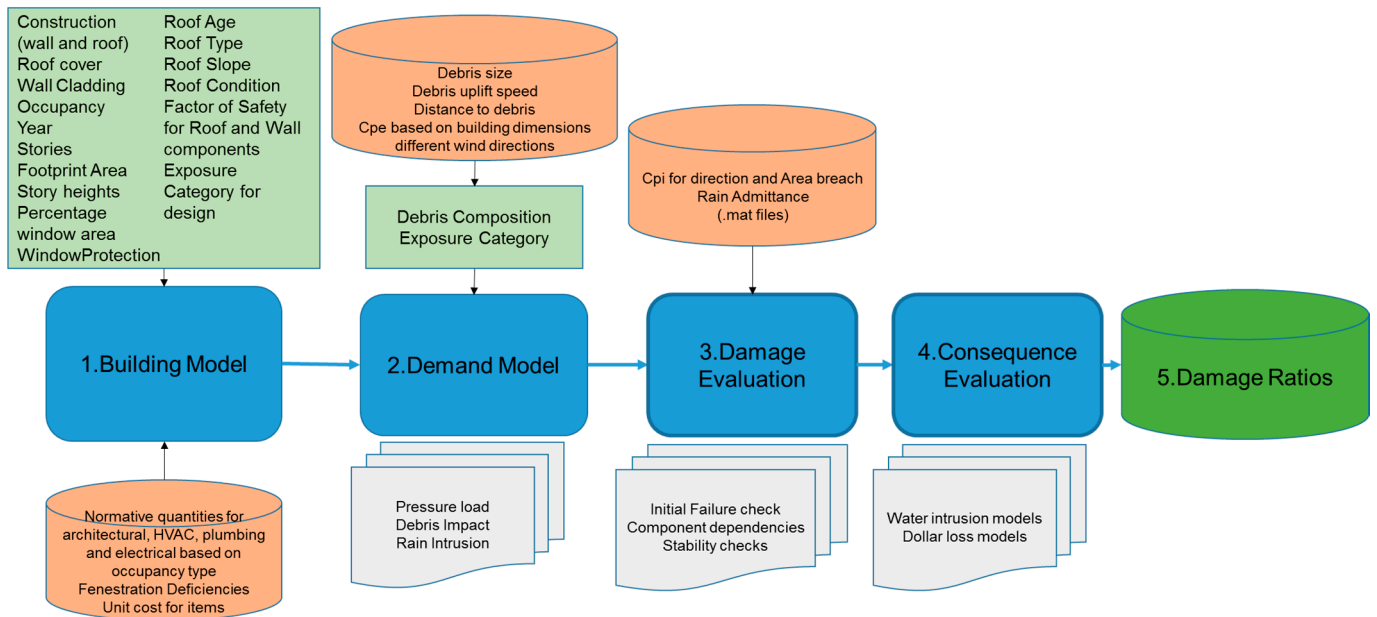 Construction
(wall and roof)
Roof cover
Wall Cladding
Occupancy
Year
Stories
Footprint Area
Story heights
Percentage
window area
WindowProtection
Roof Age
Roof Type
Roof Slope
Roof Condition
Factor of Safety
for Roof and Wall
components
Exposure
Category for
design
Debris size
Debris uplift speed
Distance to debris
Cpe based on building dimensions
different wind directions
Debris Composition
Exposure Category
Cpi for direction and Area breach
Rain Admittance
(.mat files)
1.Building Model
2.Demand Model
3.Damage
Evaluation
4.Consequence
Evaluation
5.Damage Ratios
Normative quantities for
architectural, HVAC, plumbing
and electrical based on
occupancy type
Fenestration Deficiencies
Unit cost for items
Pressure load
Debris Impact
Rain Intrusion
Initial Failure check
Component dependencies
Stability checks
Water intrusion models
Dollar loss models